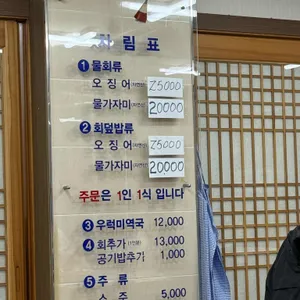 차림표
① 물회류
오징어 25000
물가자미 20000
② 회덮밥류
오징어 25000
물가자미 20000
주문은 1인 1식 입니다
③ 우럭미역국 12,000
④ 회추가 13,000
공기밥추가 1,000
⑤ 주류
소주 5,000